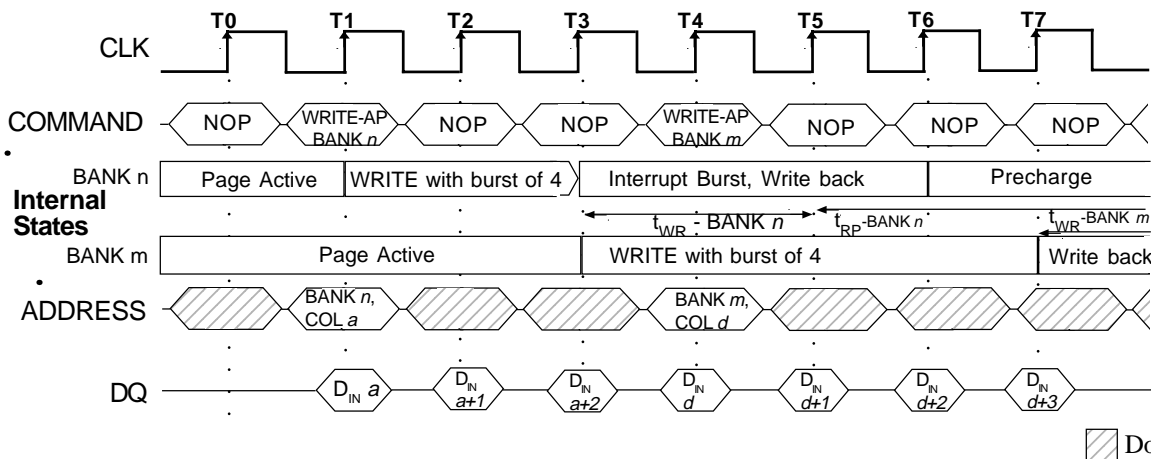 T0 T1 T2 T3 T4 T5 T6 T7
CLK
COMMAND NOP WRITE-AP BANK n NOP NOP WRITE-AP BANK m NOP NOP NOP
BANK n Page Active WRITE with burst of 4 Interrupt Burst, Write back Precharge
Internal States
tWR - BANK n tRP-BANK n tWR-BANK m
BANK m Page Active WRITE with burst of 4 Write back
ADDRESS BANK n, COL a BANK m, COL d
DQ DIN a DIN a+1 DIN a+2 DIN d DIN d+1 DIN d+2 DIN d+3
Do